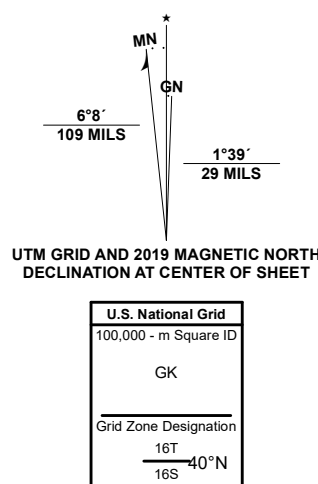 ★
MN
GN
6°8´
109 MILS
1°39´
29 MILS
UTM GRID AND 2019 MAGNETIC NORTH
DECLINATION AT CENTER OF SHEET
U.S. National Grid
100,000 - m Square ID
GK
Grid Zone Designation
16T
40°N
16S